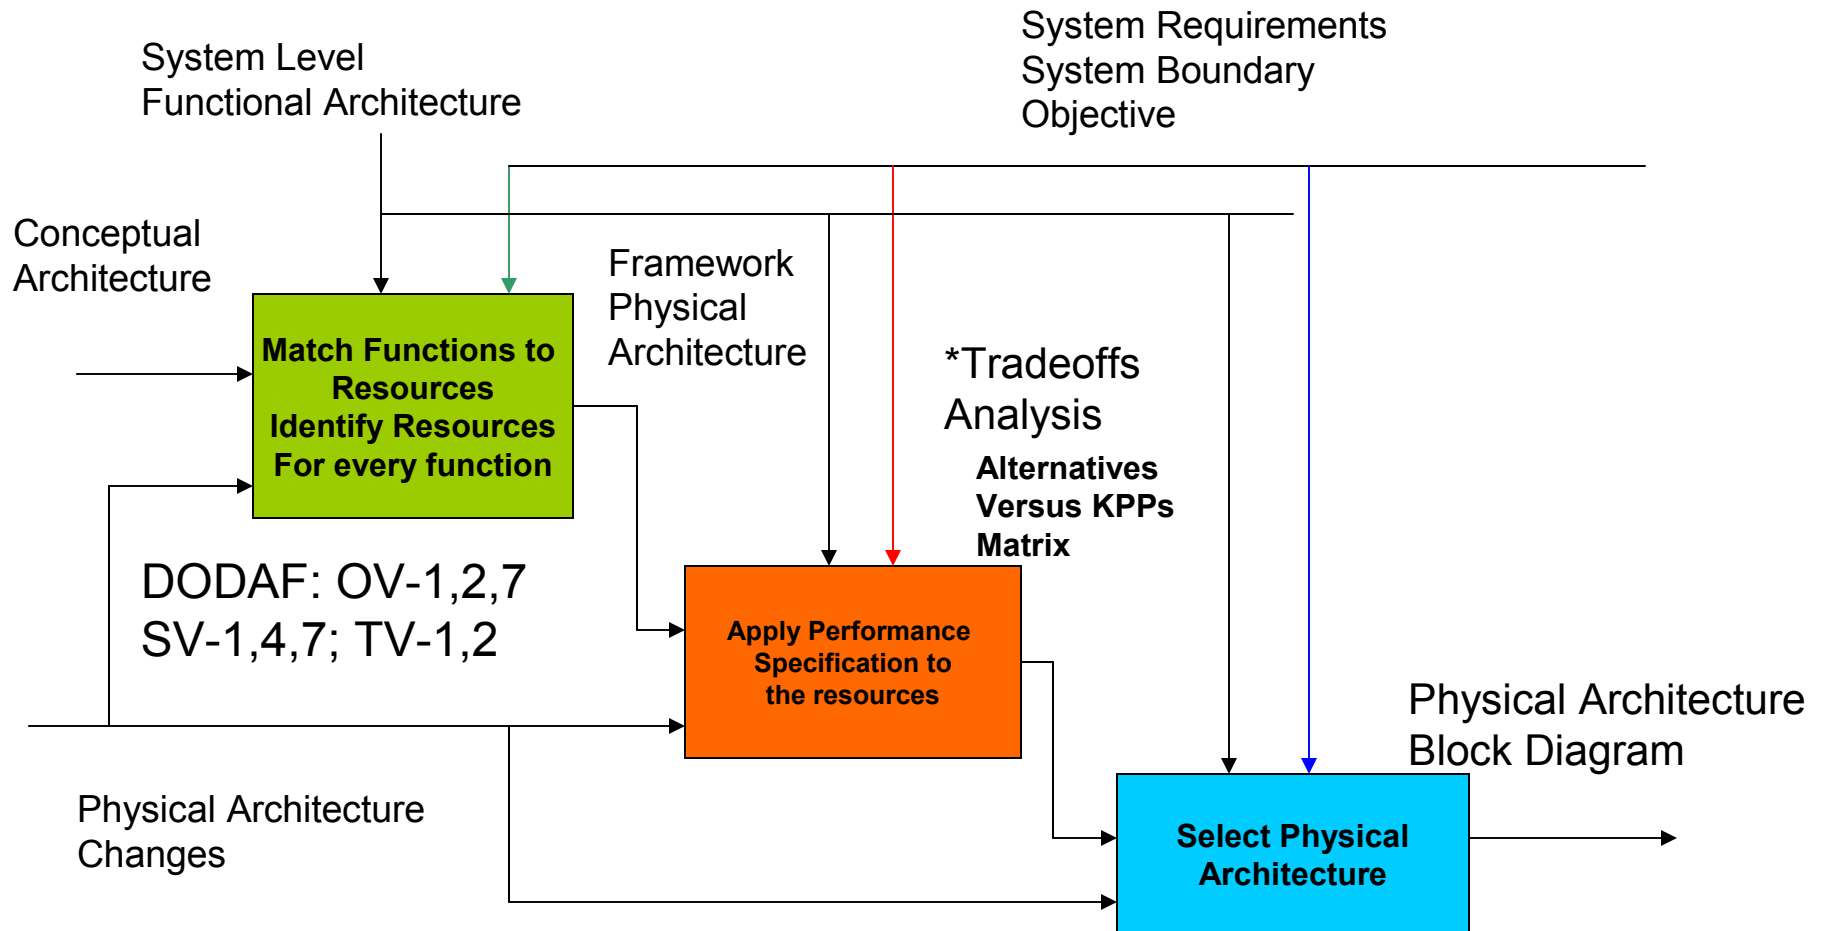 System Level
Functional Architecture
System Requirements
System Boundary
Objective
Conceptual
Architecture
Framework
Physical
Architecture
Match Functions to
Resources
Identify Resources
For every function
*Tradeoffs
Analysis
Alternatives
Versus KPPs
Matrix
DODAF: OV-1,2,7
SV-1,4,7; TV-1,2
Apply Performance
Specification to
the resources
Physical Architecture
Block Diagram
Physical Architecture
Changes
Select Physical
Architecture